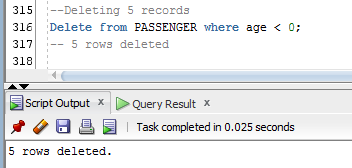 315 --Deleting 5 records
316 Delete from PASSENGER where age < 0;
317 -- 5 rows deleted
318
Script Output x Query Result x
Task completed in 0.025 seconds
5 rows deleted.